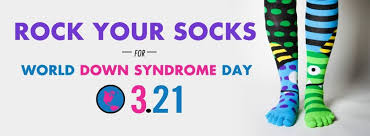 ROCK YOUR SOCKS
FOR
WORLD DOWN SYNDROME DAY
3.21